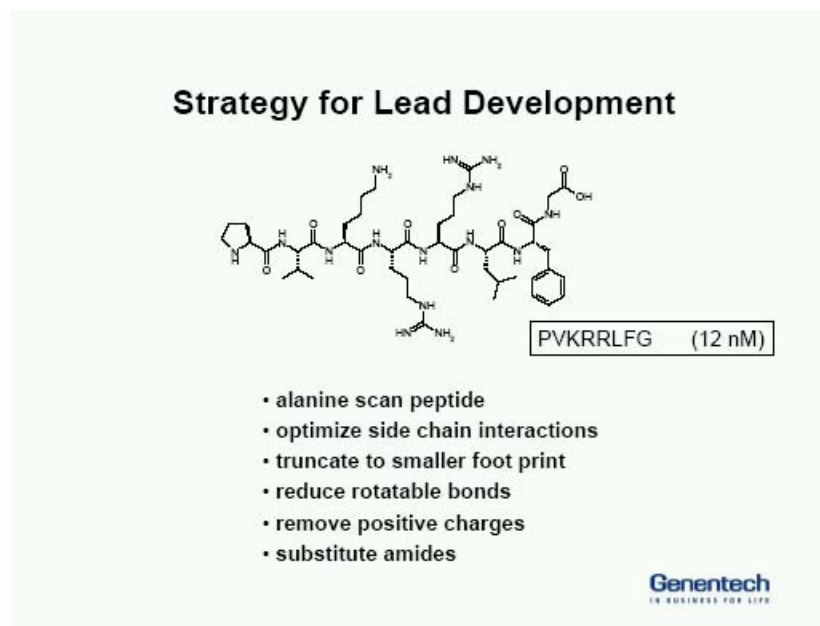 Strategy for Lead Development
NH₂
HN NH₂
NH
O
OH
O NH
H N O N H O H N O N H O H N O N H
N H O O O
NH
HN NH₂
PVKRRLFG (12 nM)
• alanine scan peptide
• optimize side chain interactions
• truncate to smaller foot print
• reduce rotatable bonds
• remove positive charges
• substitute amides
Genentech
IN BUSINESS FOR LIFE